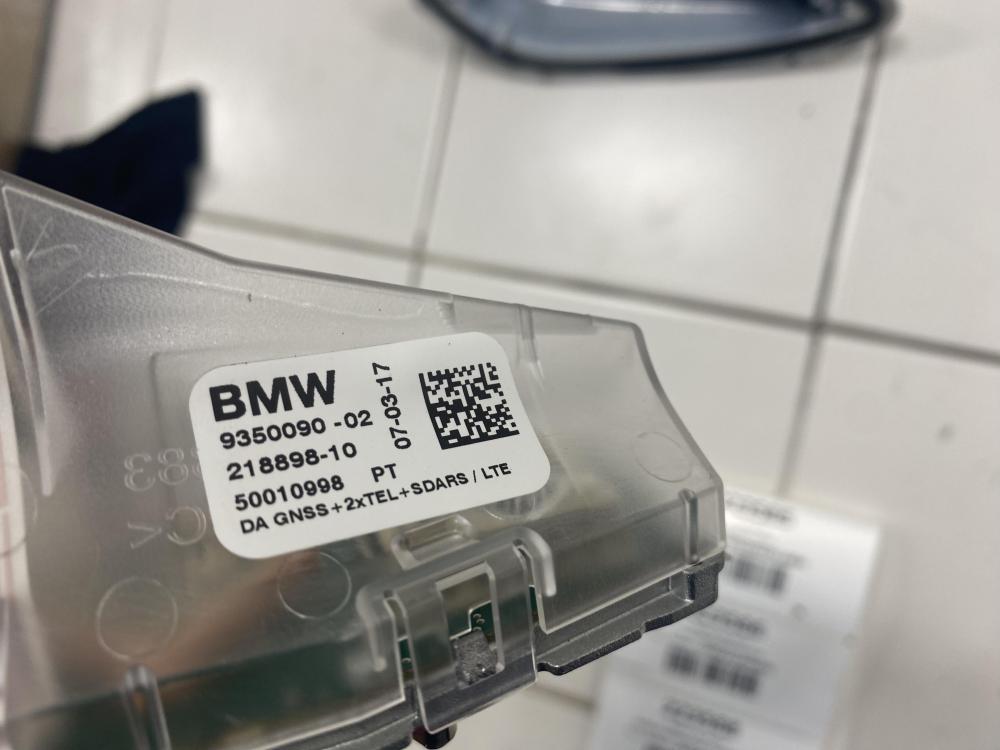 BMW
9350090 -02
07-03-17
218898-10
50010998 PT
DA GNSS+2xTEL+SDARS / LTE